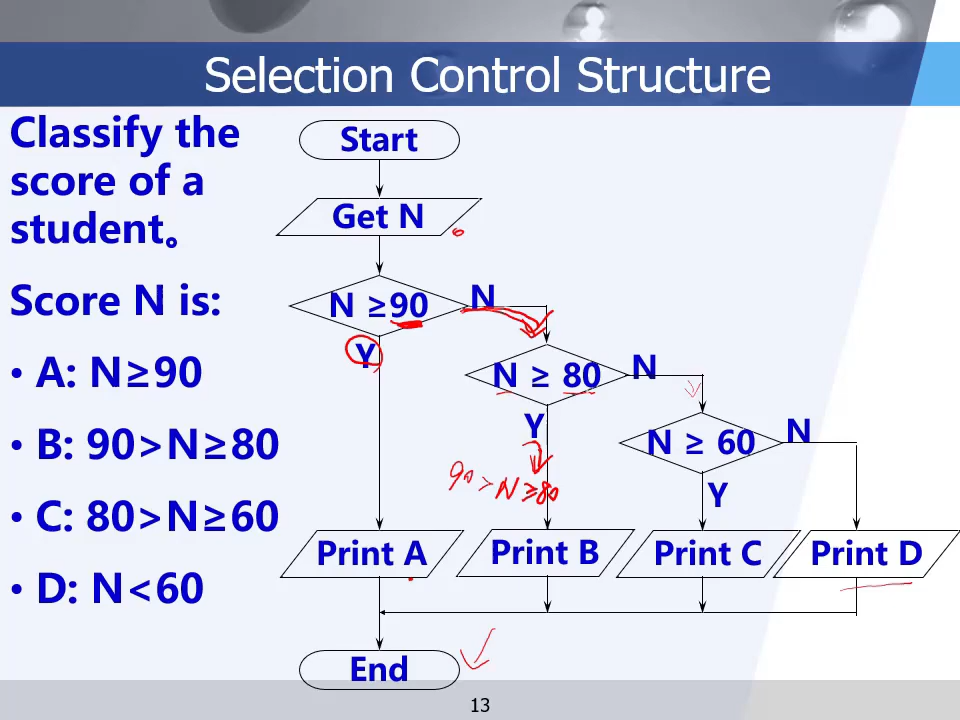 Selection Control Structure
Classify the
score of a
student。
Score N is:
• A: N≥90
• B: 90>N≥80
• C: 80>N≥60
• D: N<60
Start
Get N
N ≥90
N
Y
N ≥ 80
N
Y
90 > N ≥80
N ≥ 60
N
Y
Print A
Print B
Print C
Print D
End
13